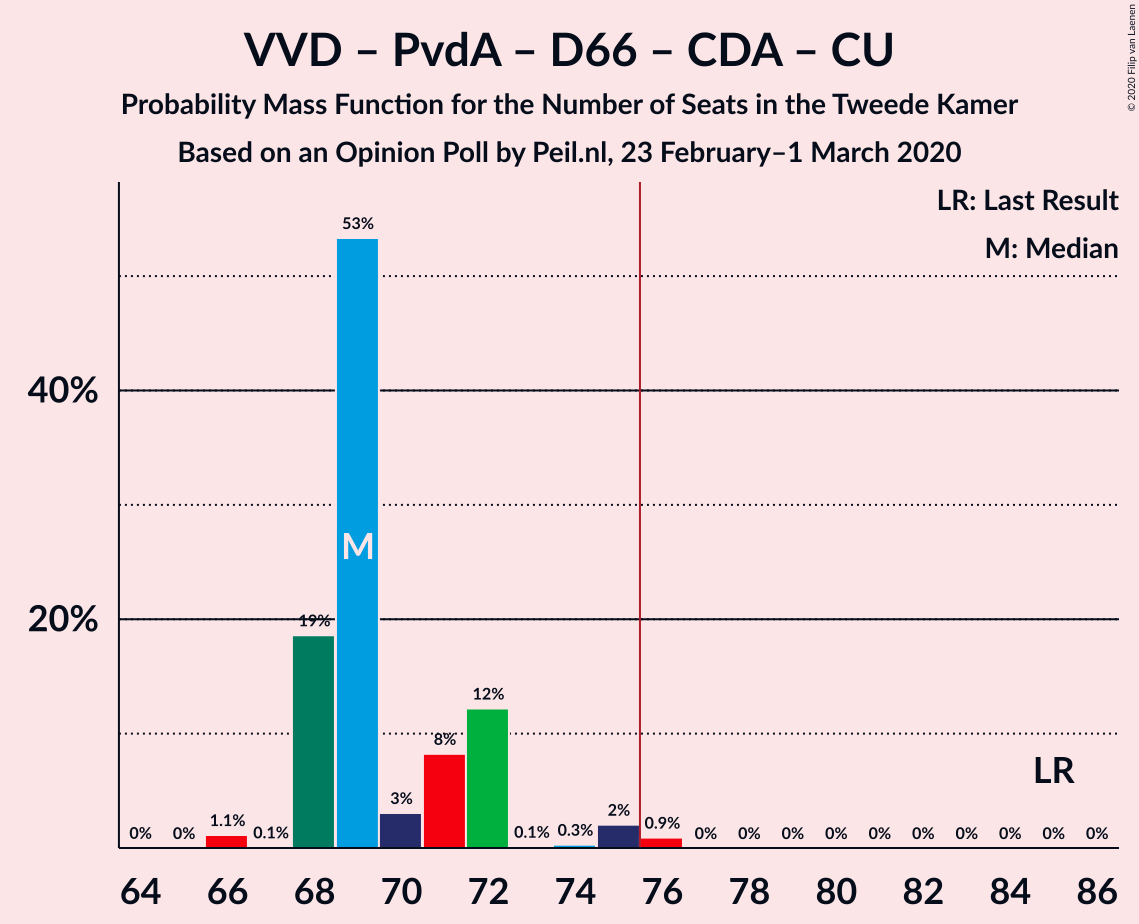 © 2020 Filip van Laenen
VVD – PvdA – D66 – CDA – CU
Probability Mass Function for the Number of Seats in the Tweede Kamer
Based on an Opinion Poll by Peil.nl, 23 February–1 March 2020
LR: Last Result
M: Median
40%
20%
0% 0% 1.1% 0.1% 19% 53% 3% 8% 12% 0.1% 0.3% 2% 0.9% 0% 0% 0% 0% 0% 0% 0% 0% 0% 0%
M
LR
64 66 68 70 72 74 76 78 80 82 84 86